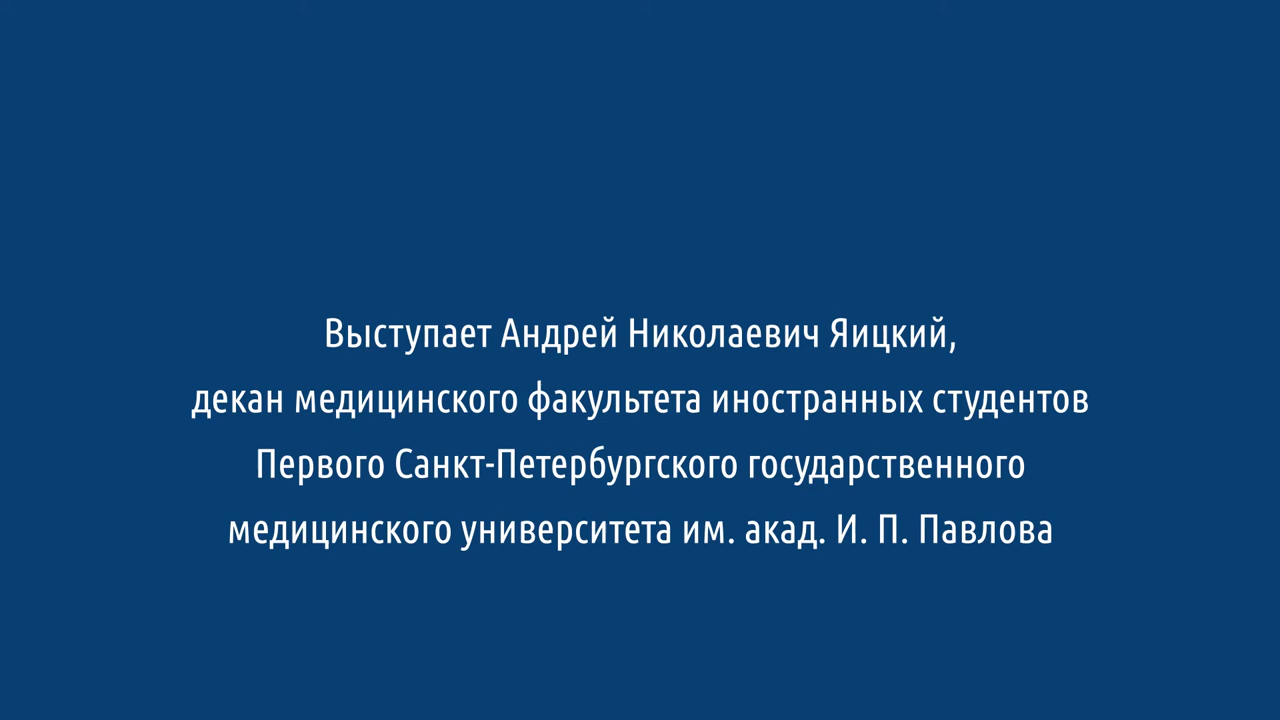 Выступает Андрей Николаевич Яицкий,
декан медицинского факультета иностранных студентов
Первого Санкт-Петербургского государственного
медицинского университета им. акад. И. П. Павлова